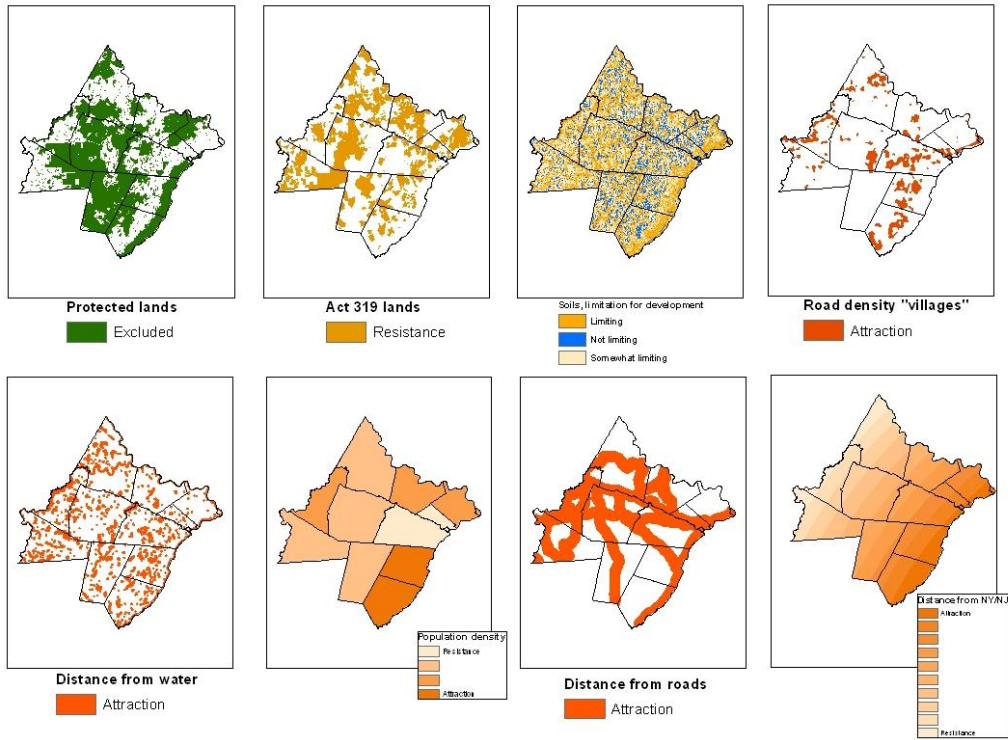 Protected lands
Excluded
Act 319 lands
Resistance
Soils, limitation for development
Limiting
Not limiting
Somewhat limiting
Road density "villages"
Attraction
Distance from water
Attraction
Population density
Resistance
Attraction
Distance from roads
Attraction
Distance from NY/NJ
Attraction
Resistance